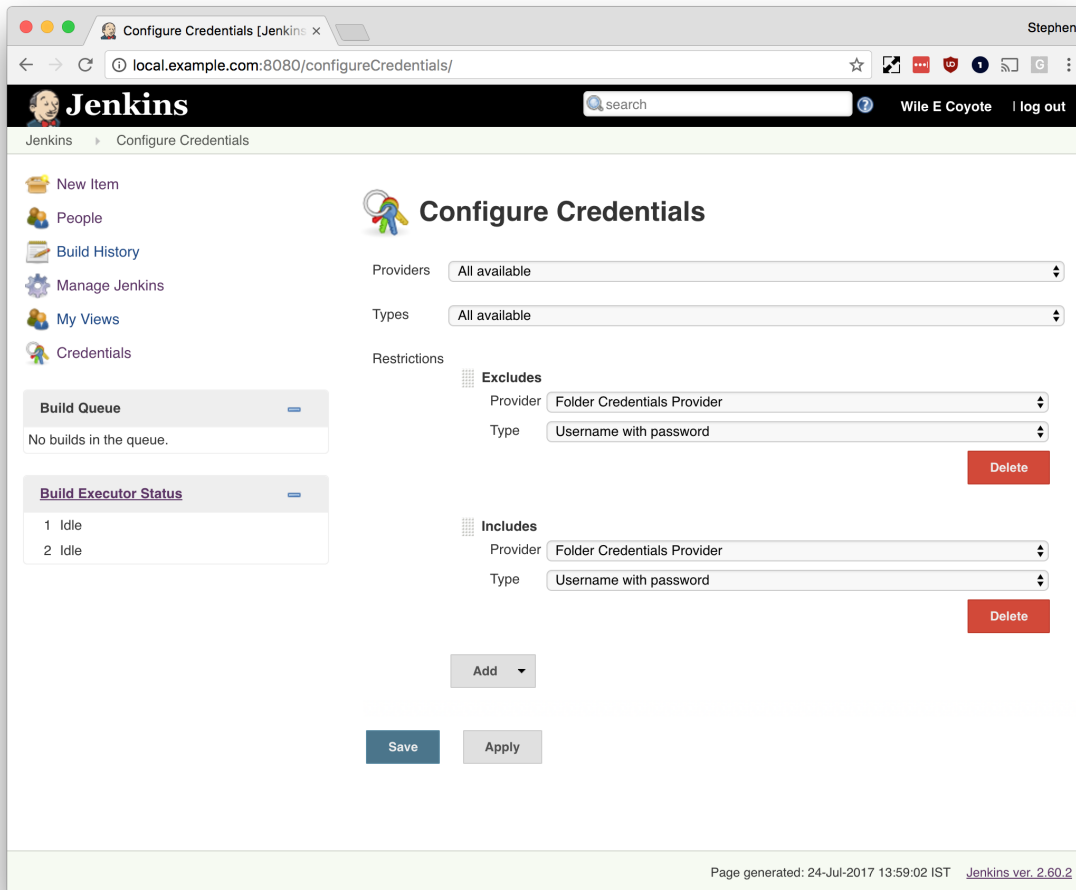 Configure Credentials [Jenkins
Stephen
local.example.com:8080/configureCredentials/
Jenkins
search
Wile E Coyote
| log out
Jenkins
Configure Credentials
New Item
People
Build History
Manage Jenkins
My Views
Credentials
Build Queue
No builds in the queue.
Build Executor Status
1 Idle
2 Idle
Configure Credentials
Providers All available
Types All available
Restrictions
Excludes
Provider Folder Credentials Provider
Type Username with password
Delete
Includes
Provider Folder Credentials Provider
Type Username with password
Delete
Add
Save Apply
Page generated: 24-Jul-2017 13:59:02 IST Jenkins ver. 2.60.2